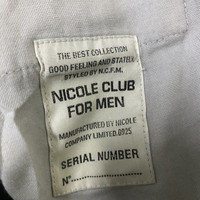 THE BEST COLLECTION
GOOD FEELING AND STATELY
STYLED BY N.C.F.M.
NICOLE CLUB
FOR MEN
MANUFACTURED BY NICOLE
COMPANY LIMITED.0925
SERIAL NUMBER
N°